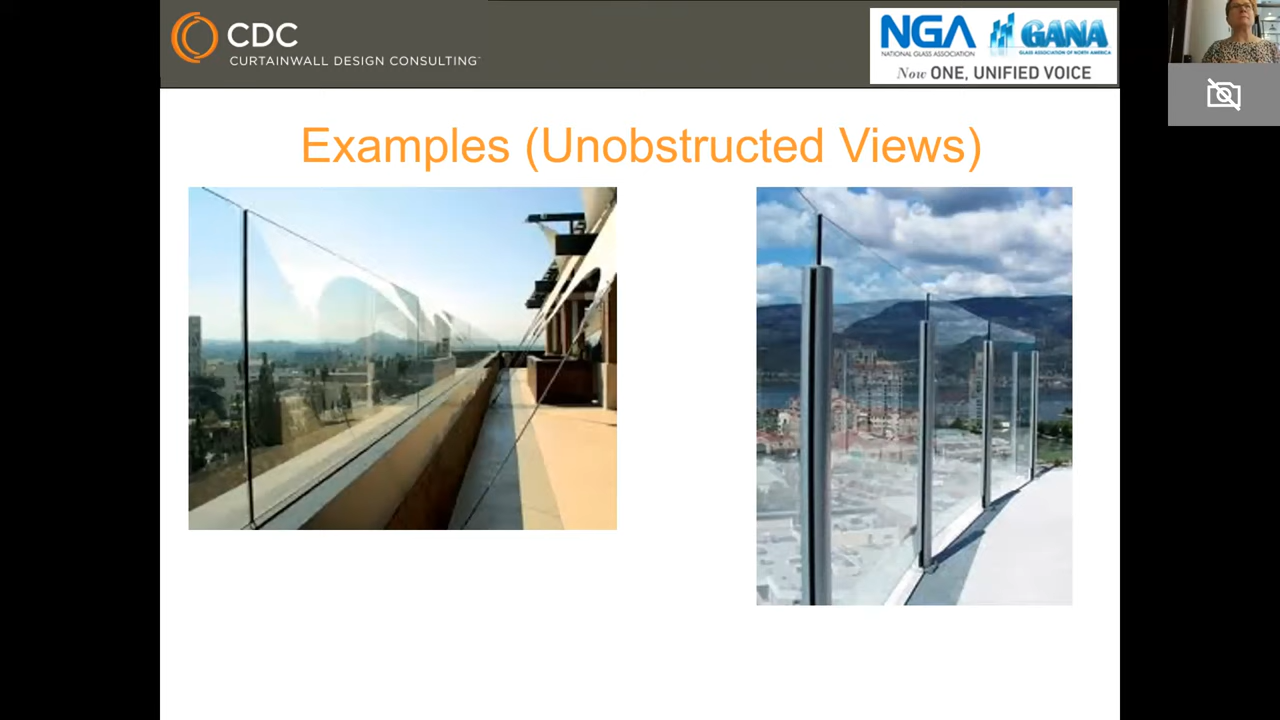 CDC
CURTAINWALL DESIGN CONSULTING
NGA
NATIONAL GLASS ASSOCIATION
GANA
GLASS ASSOCIATION OF NORTH AMERICA
Now ONE, UNIFIED VOICE
Examples (Unobstructed Views)